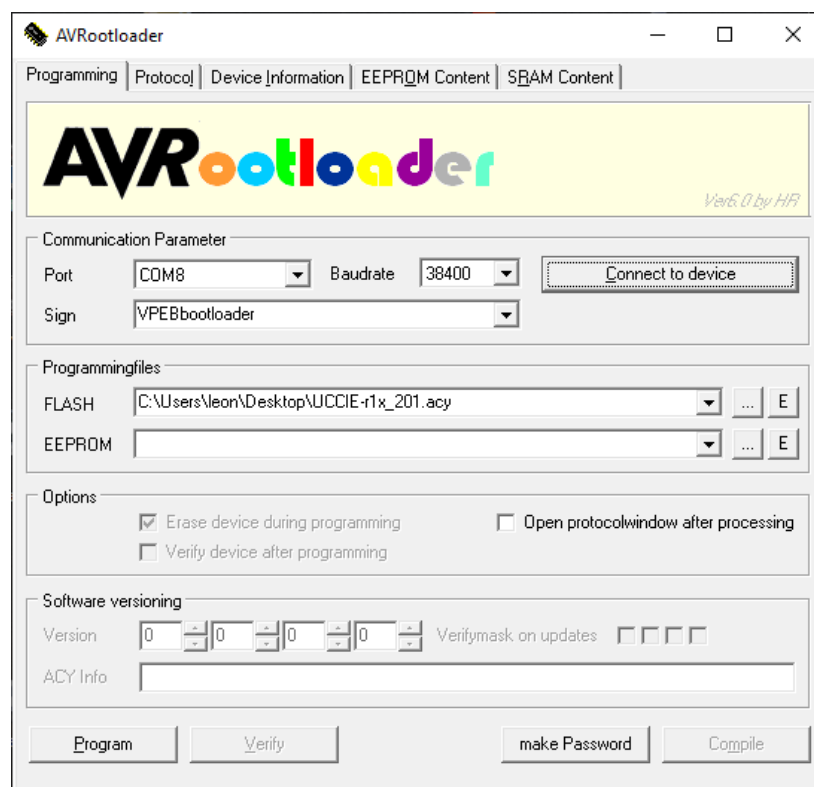 AVRootloader
Programming Protocol Device Information EEPROM Content SRAM Content
AVRootloader
Ver6.0 by HR
Communication Parameter
Port COM8 Baudrate 38400 Connect to device
Sign VPEBbootloader
Programmingfiles
FLASH C:\Users\leon\Desktop\UCCIE-r1x_201.acy ... E
EEPROM ... E
Options
Erase device during programming Open protocolwindow after processing
Verify device after programming
Software versioning
Version 0 0 0 0 Verifymask on updates
ACY Info
Program Verify make Password Compile